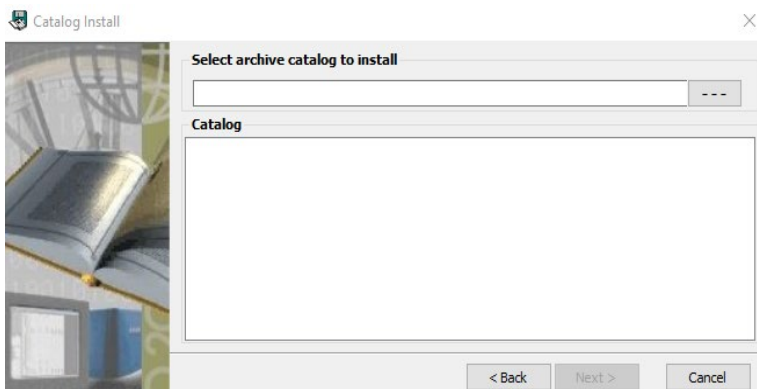 Catalog Install
Select archive catalog to install
---
Catalog
< Back Next > Cancel